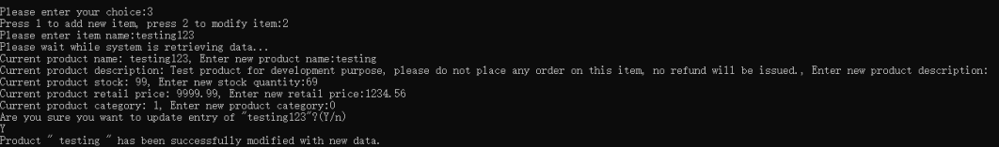 Please enter your choice:3
Press 1 to add new item, press 2 to modify item:2
Please enter item name:testing123
Please wait while system is retrieving data...
Current product name: testing123, Enter new product name:testing
Current product description: Test product for development purpose, please do not place any order on this item, no refund will be issued., Enter new product description:
Current product stock: 99, Enter new stock quantity:69
Current product retail price: 9999.99, Enter new retail price:1234.56
Current product category: 1, Enter new product category:0
Are you sure you want to update entry of "testing123"?(Y/n)
Y
Product " testing " has been successfully modified with new data.